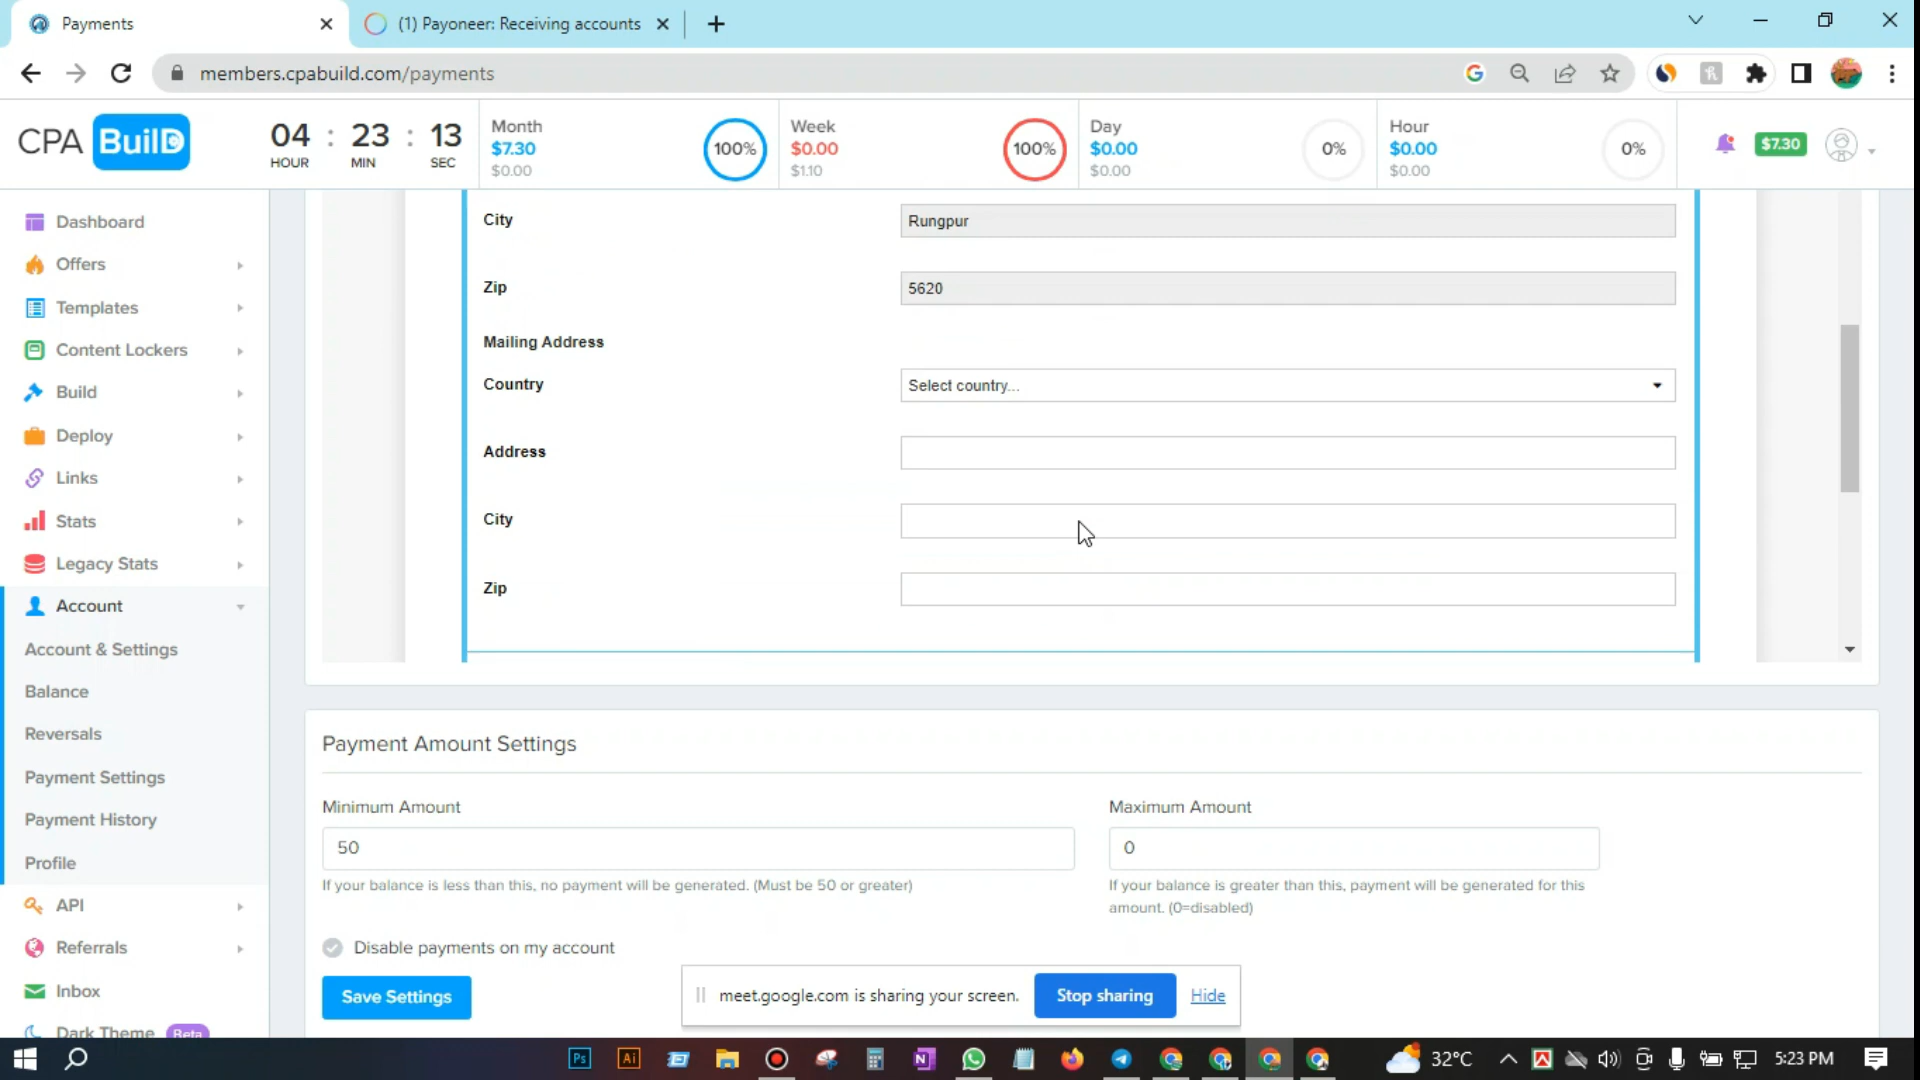 Payments
(1) Payoneer: Receiving accounts
members.cpabuild.com/payments
CPA BuilD
04 : 23 : 13
HOUR MIN SEC
Month
$7.30
$0.00
100%
Week
$0.00
$1.10
100%
Day
$0.00
$0.00
0%
Hour
$0.00
$0.00
0%
$7.30
Dashboard
Offers
Templates
Content Lockers
Build
Deploy
Links
Stats
Legacy Stats
Account
Account & Settings
Balance
Reversals
Payment Settings
Payment History
Profile
API
Referrals
Inbox
Dark Theme Beta
City
Rungpur
Zip
5620
Mailing Address
Country
Select country...
Address
City
Zip
Payment Amount Settings
Minimum Amount
50
If your balance is less than this, no payment will be generated. (Must be 50 or greater)
Maximum Amount
0
If your balance is greater than this, payment will be generated for this
amount. (0=disabled)
Disable payments on my account
Save Settings
meet.google.com is sharing your screen.
Stop sharing
Hide
Ps
Ai
N
32°C
5:23 PM